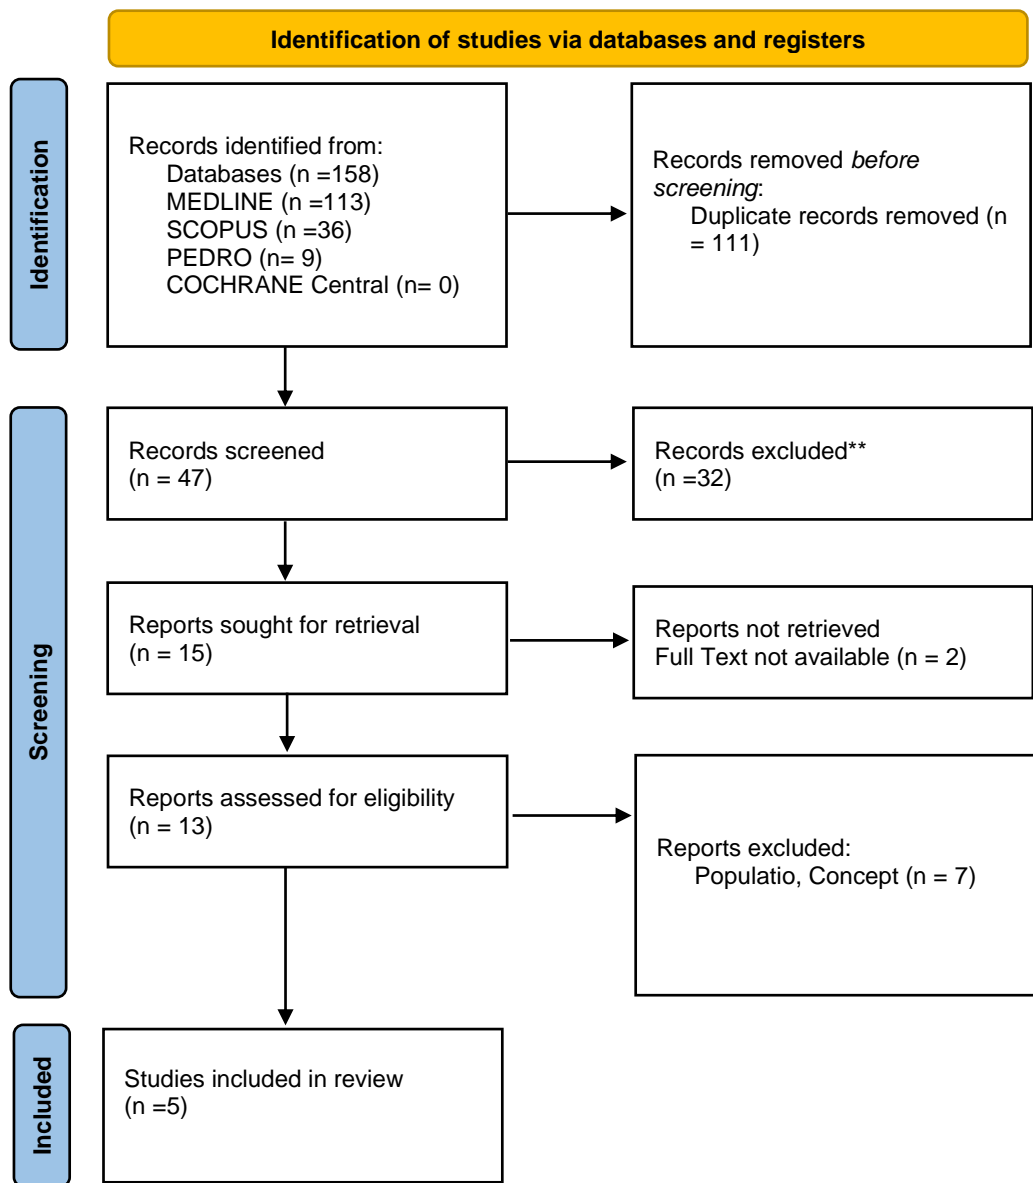 Identification of studies via databases and registers
Identification
Records identified from:
Databases (n =158)
MEDLINE (n =113)
SCOPUS (n =36)
PEDRO (n= 9)
COCHRANE Central (n= 0)
Records removed before
screening:
Duplicate records removed (n
= 111)
Screening
Records screened
(n = 47)
Records excluded**
(n =32)
Reports sought for retrieval
(n = 15)
Reports not retrieved
Full Text not available (n = 2)
Reports assessed for eligibility
(n = 13)
Reports excluded:
Populatio, Concept (n = 7)
Included
Studies included in review
(n =5)